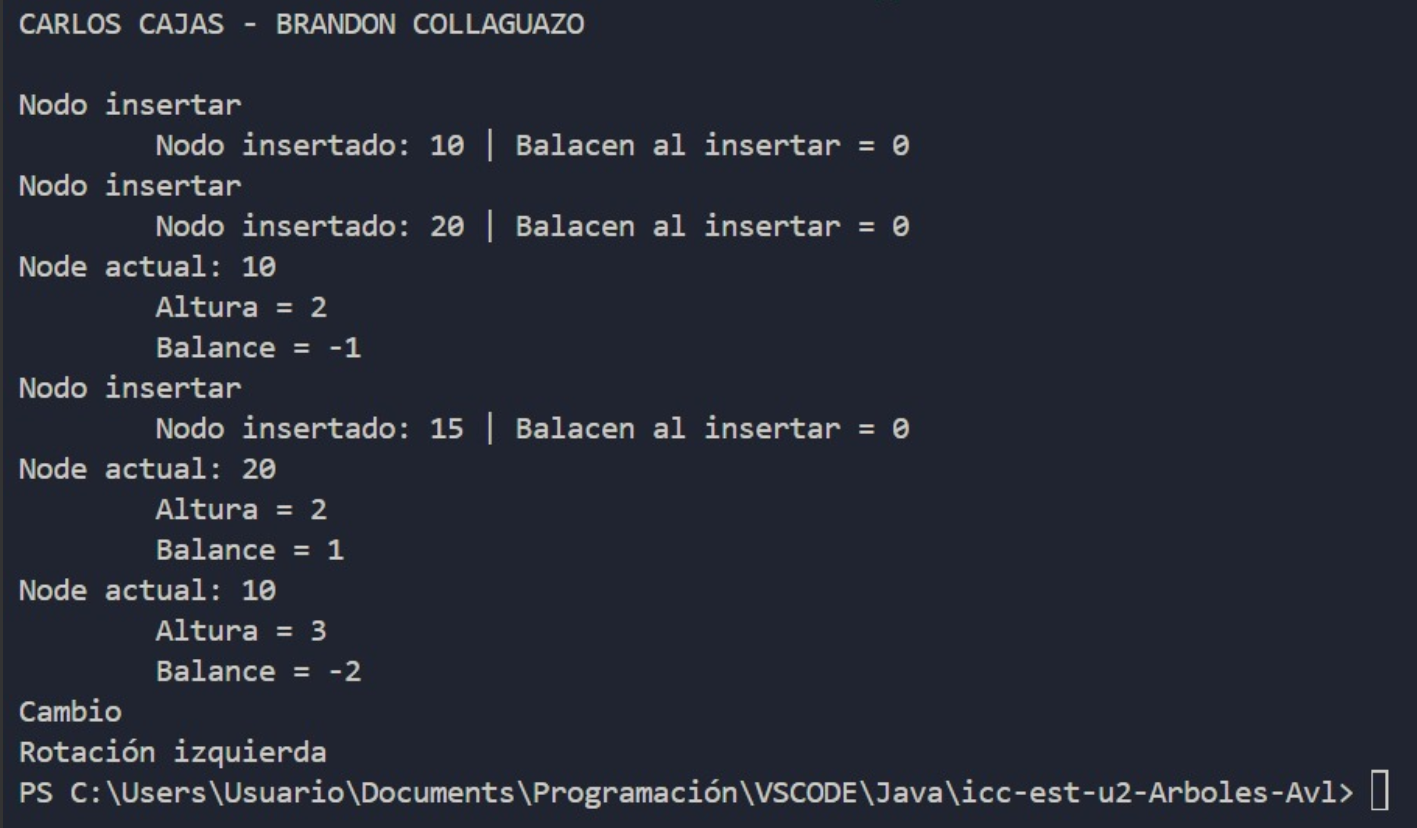 CARLOS CAJAS - BRANDON COLLAGUAZO
Nodo insertar
Nodo insertado: 10 | Balacen al insertar = 0
Nodo insertar
Nodo insertado: 20 | Balacen al insertar = 0
Node actual: 10
Altura = 2
Balance = -1
Nodo insertar
Nodo insertado: 15 | Balacen al insertar = 0
Node actual: 20
Altura = 2
Balance = 1
Node actual: 10
Altura = 3
Balance = -2
Cambio
Rotación izquierda
PS C:\Users\Usuario\Documents\Programación\VSCODE\Java\icc-est-u2-Arboles-Avl>